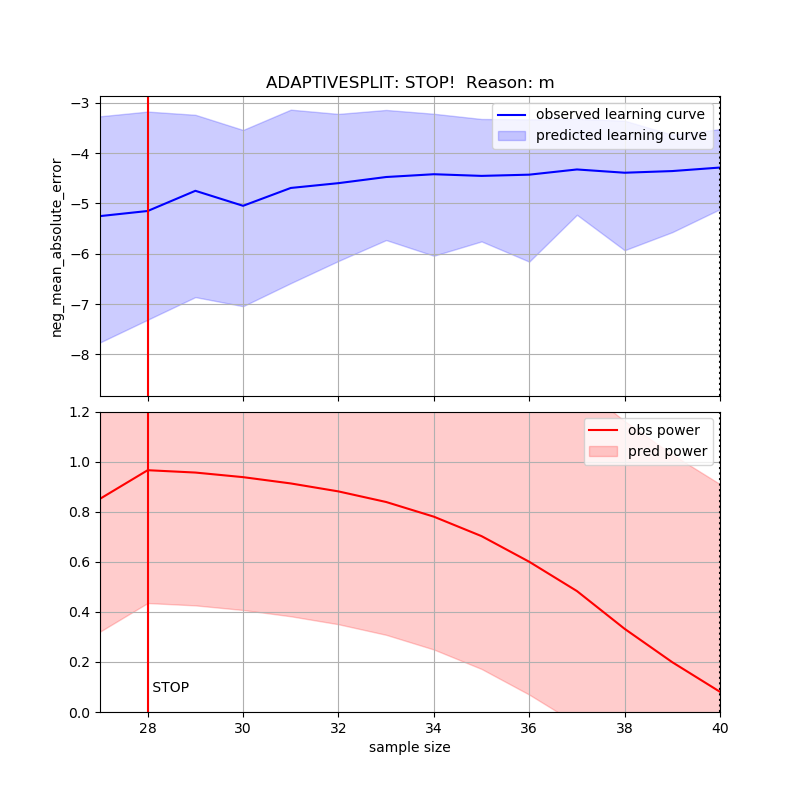 ADAPTIVESPLIT: STOP!  Reason: m
−3
−4
−5
−6
−7
−8
neg_mean_absolute_error
observed learning curve
predicted learning curve
1.2
1.0
0.8
0.6
0.4
0.2
0.0
obs power
pred power
STOP
28
30
32
34
36
38
40
sample size